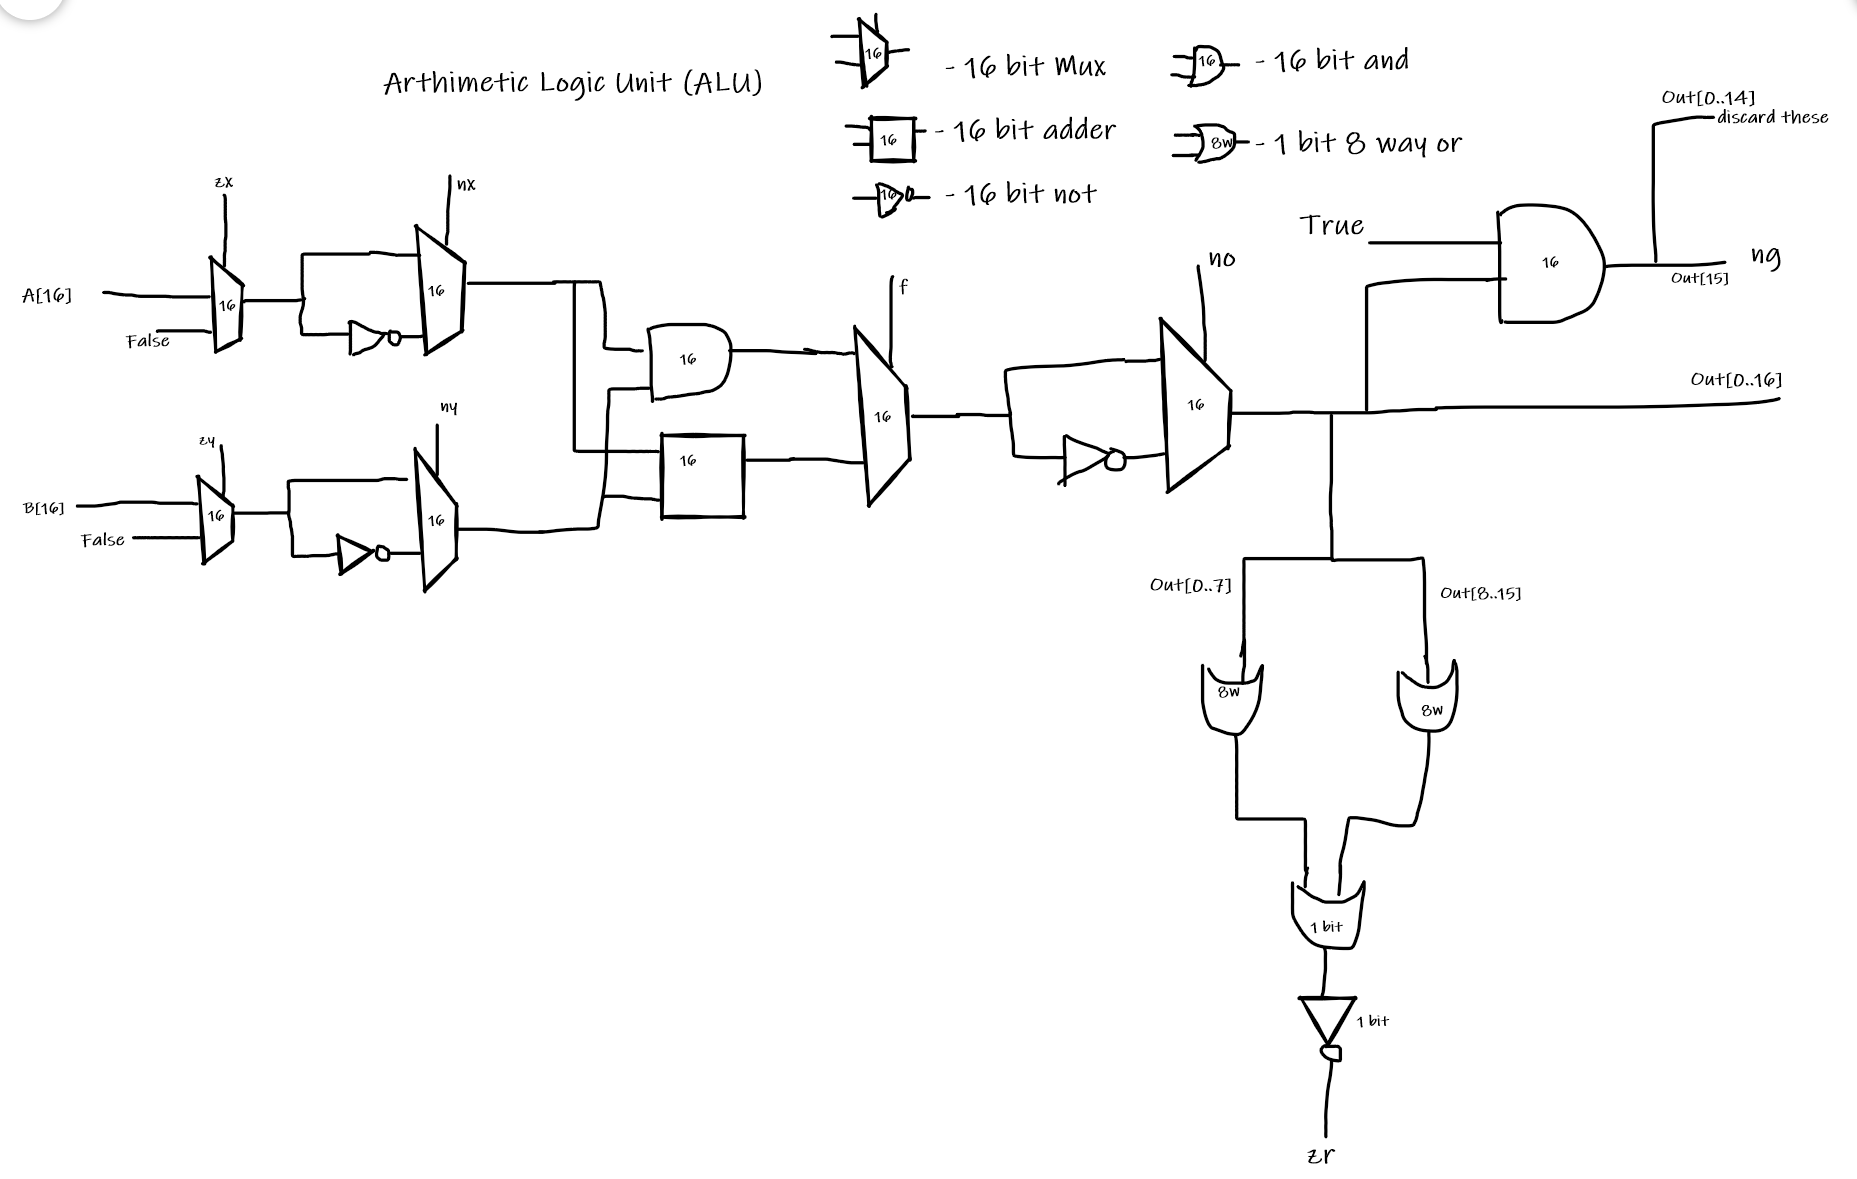 Arthimetic Logic Unit (ALU)
16
- 16 bit Mux
16
- 16 bit adder
16
- 16 bit not
16
- 16 bit and
8w
- 1 bit 8 way or
Out[0..14]
discard these
zx
nx
A[16]
False
16
16
zy
ny
B[16]
False
16
16
16
16
f
16
no
16
True
16
ng
Out[15]
Out[0..16]
Out[0..7]
Out[8..15]
8w
8w
1 bit
1 bit
zr